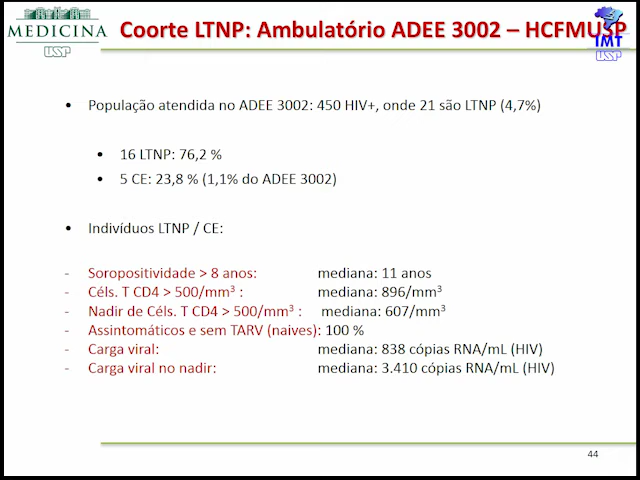 MEDICINA
USP
Coorte LTNP: Ambulatório ADEE 3002 – HCFMUSP
IMT
USP
• População atendida no ADEE 3002: 450 HIV+, onde 21 são LTNP (4,7%)
• 16 LTNP: 76,2 %
• 5 CE: 23,8 % (1,1% do ADEE 3002)
• Indivíduos LTNP / CE:
- Soropositividade > 8 anos: mediana: 11 anos
- Céls. T CD4 > 500/mm³ : mediana: 896/mm³
- Nadir de Céls. T CD4 > 500/mm³ : mediana: 607/mm³
- Assintomáticos e sem TARV (naives): 100 %
- Carga viral: mediana: 838 cópias RNA/mL (HIV)
- Carga viral no nadir: mediana: 3.410 cópias RNA/mL (HIV)
44